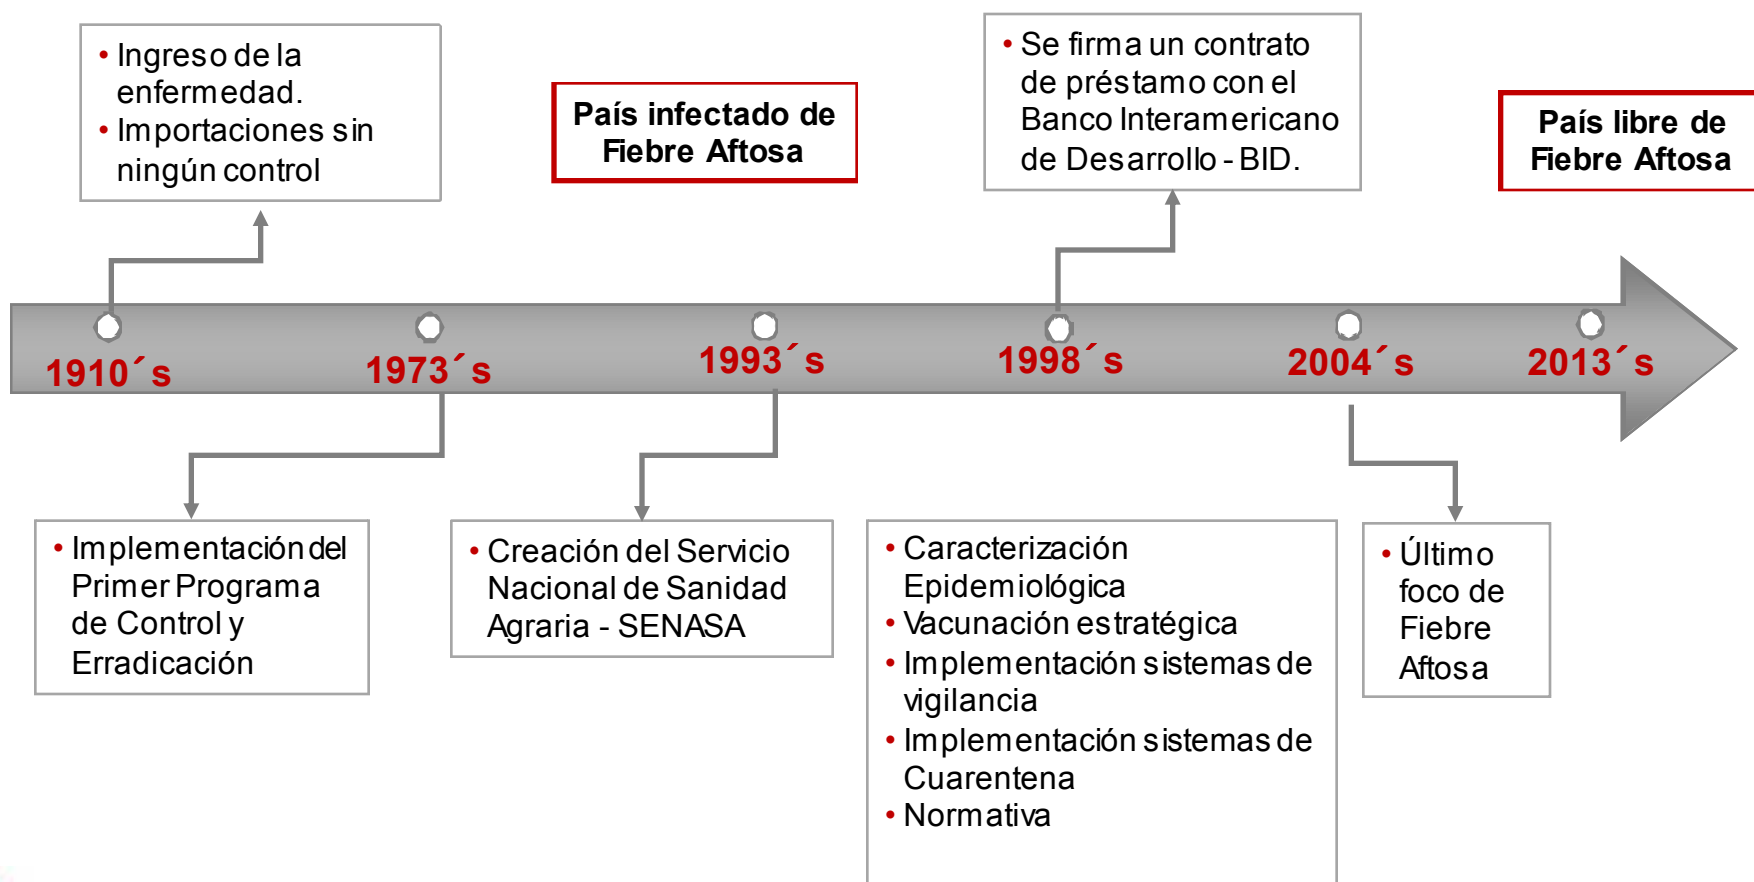 • Ingreso de la
enfermedad.
• Importaciones sin
ningún control
País infectado de
Fiebre Aftosa
• Se firma un contrato
de préstamo con el
Banco Interamericano
de Desarrollo - BID.
País libre de
Fiebre Aftosa
1910´s
1973´s
1993´s
1998´s
2004´s
2013´s
• Implementación del
Primer Programa
de Control y
Erradicación
• Creación del Servicio
Nacional de Sanidad
Agraria - SENASA
• Caracterización
Epidemiológica
• Vacunación estratégica
• Implementación sistemas de
vigilancia
• Implementación sistemas de
Cuarentena
• Normativa
• Último
foco de
Fiebre
Aftosa